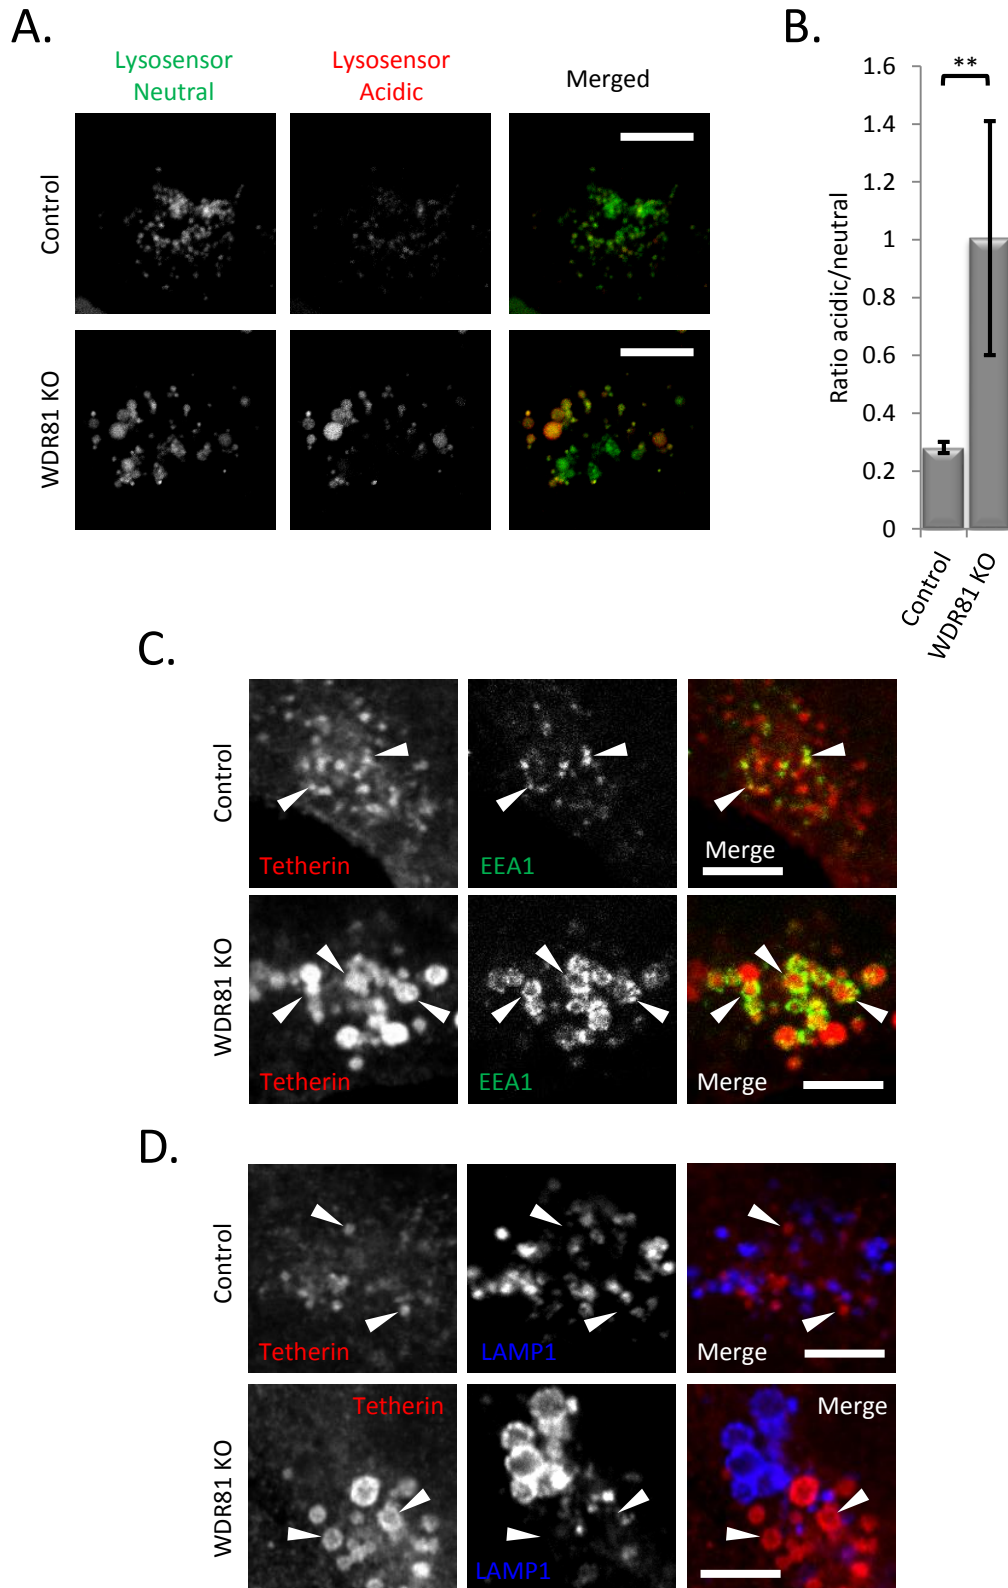 A.
Lysosensor
Neutral
Lysosensor
Acidic
Merged
Control
WDR81 KO
B.
**
1.6
1.4
1.2
1
0.8
0.6
0.4
0.2
0
Ratio acidic/neutral
Control
WDR81 KO
C.
Control
Tetherin
EEA1
Merge
WDR81 KO
Tetherin
EEA1
Merge
D.
Control
Tetherin
LAMP1
Merge
WDR81 KO
Tetherin
LAMP1
Merge